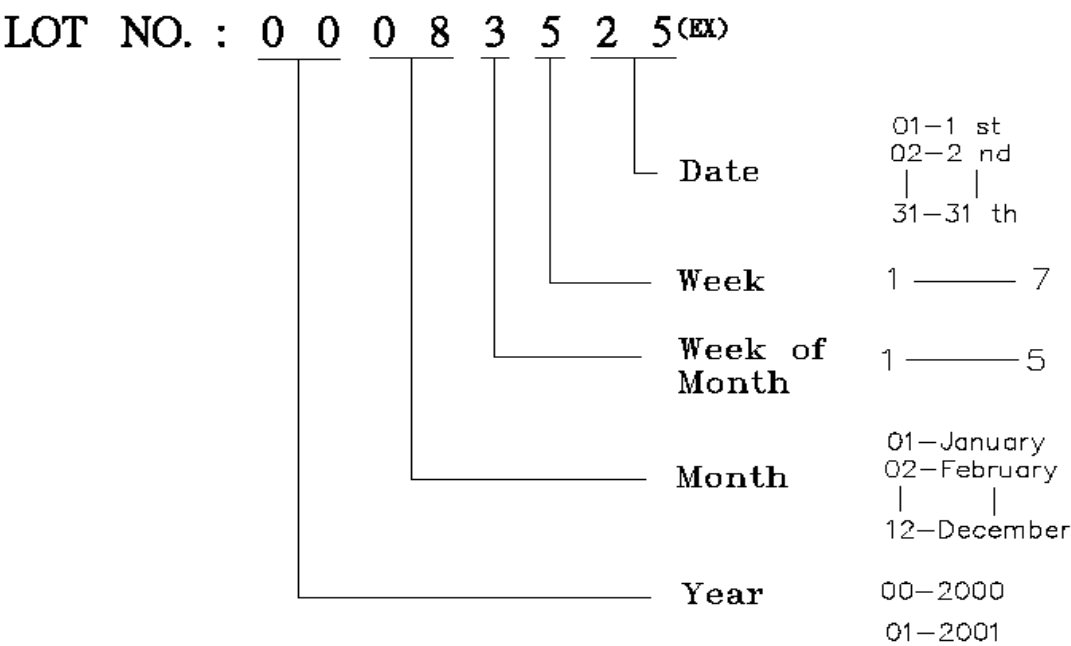 LOT NO. : 0 0 0 8 3 5 2 5 (EX)
Date
01-1 st
02-2 nd
31-31 th
Week
1 7
Week of
Month
1 5
Month
01-January
02-February
12-December
Year
00-2000
01-2001